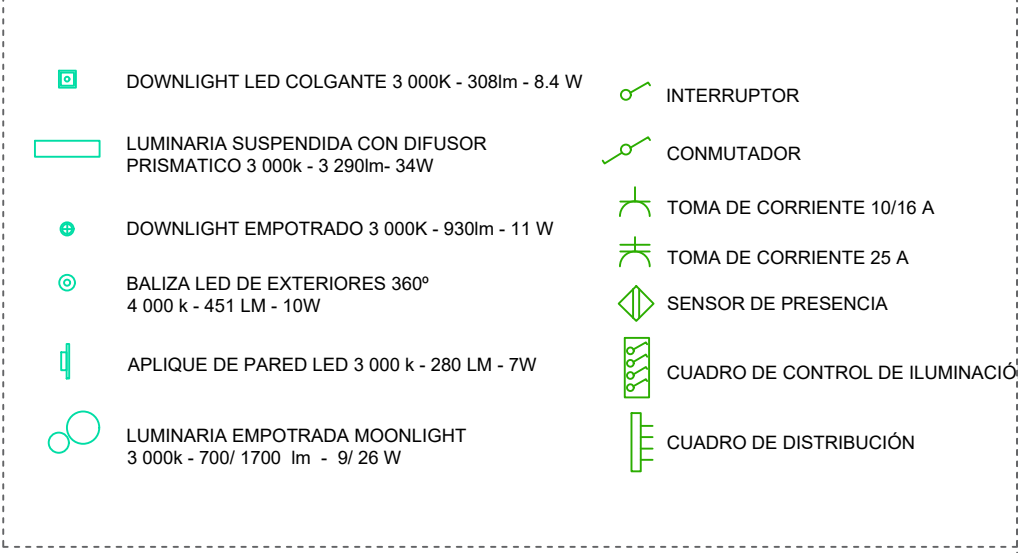 DOWNLIGHT LED COLGANTE 3 000K - 308lm - 8.4 W
LUMINARIA SUSPENDIDA CON DIFUSOR
PRISMATICO 3 000k - 3 290lm- 34W
DOWNLIGHT EMPOTRADO 3 000K - 930lm - 11 W
BALIZA LED DE EXTERIORES 360º
4 000 k - 451 LM - 10W
APLIQUE DE PARED LED 3 000 k - 280 LM - 7W
LUMINARIA EMPOTRADA MOONLIGHT
3 000k - 700/ 1700 lm - 9/ 26 W
INTERRUPTOR
CONMUTADOR
TOMA DE CORRIENTE 10/16 A
TOMA DE CORRIENTE 25 A
SENSOR DE PRESENCIA
CUADRO DE CONTROL DE ILUMINACIÓ
CUADRO DE DISTRIBUCIÓN